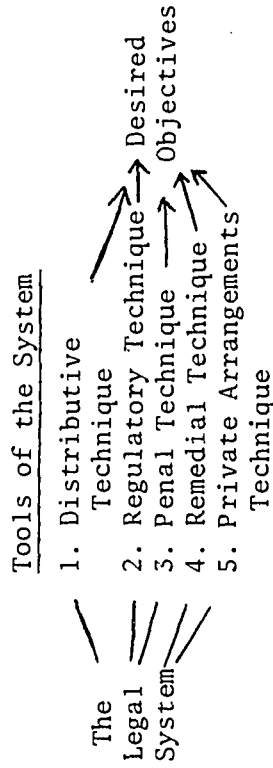 Tools of the System
The
Legal
System
1. Distributive
Technique
2. Regulatory Technique
3. Penal Technique
4. Remedial Technique
5. Private Arrangements
Technique
Desired
Objectives